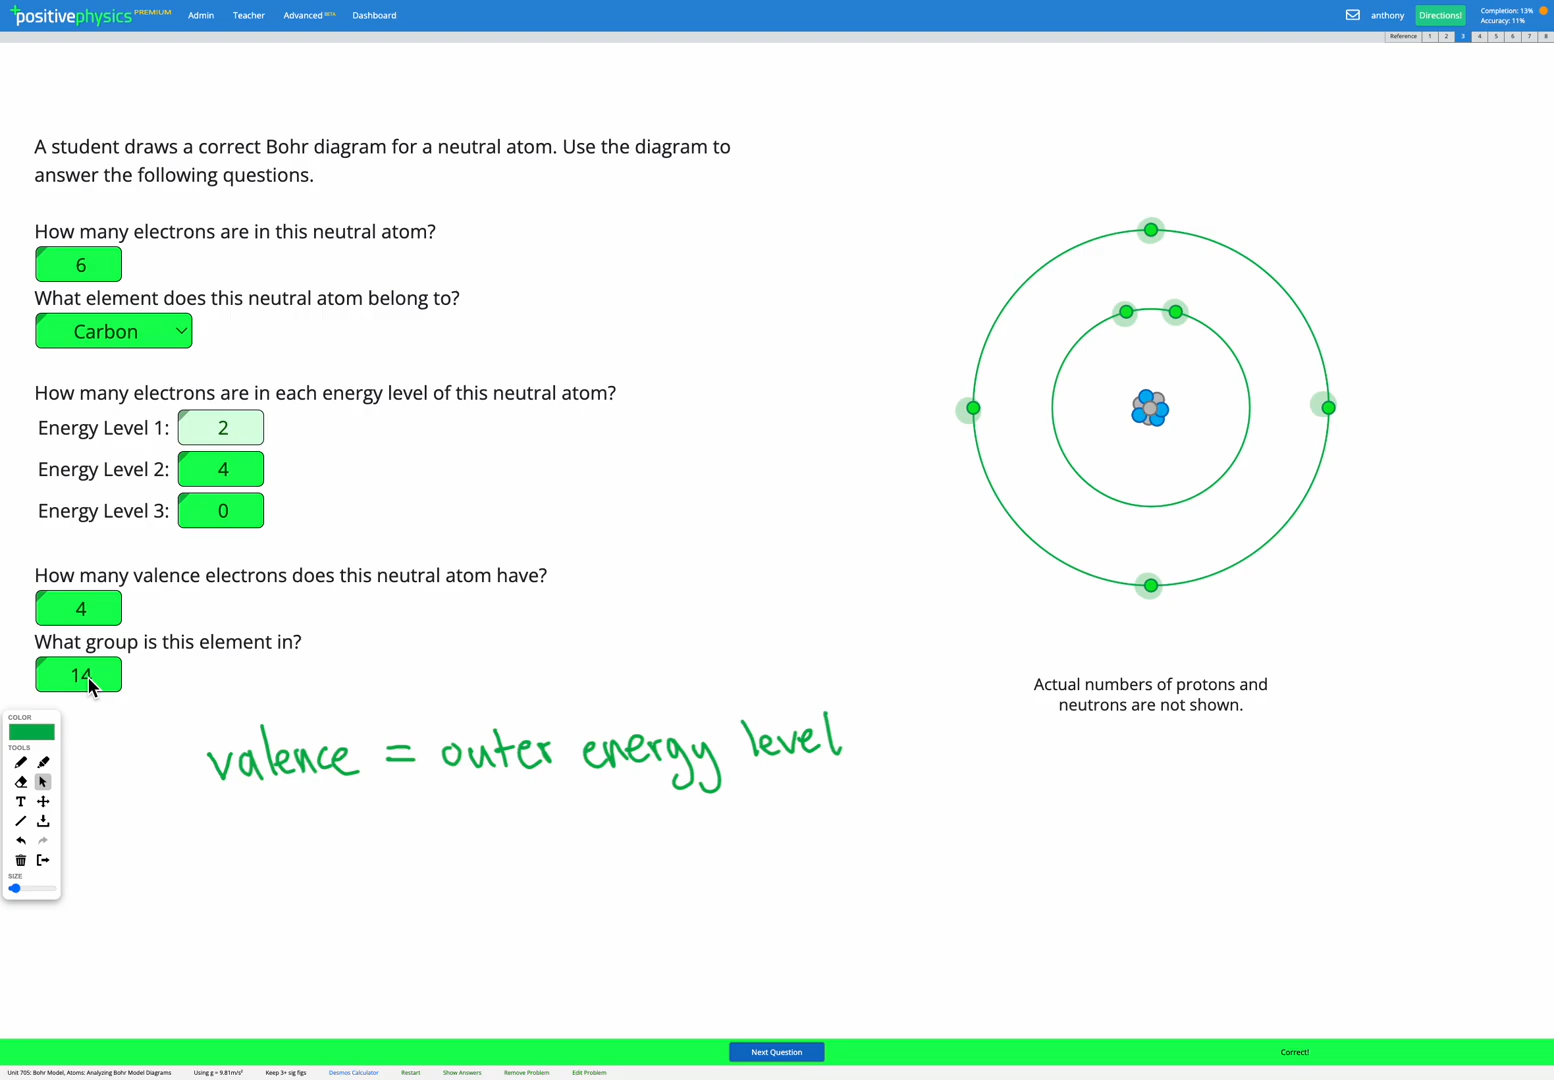 +positivephysics PREMIUM Admin Teacher Advanced BETA Dashboard anthony Directions! Completion: 13%
Accuracy: 11%
Reference 1 2 3 4 5 6 7 8
A student draws a correct Bohr diagram for a neutral atom. Use the diagram to
answer the following questions.
How many electrons are in this neutral atom?
6
What element does this neutral atom belong to?
Carbon
How many electrons are in each energy level of this neutral atom?
Energy Level 1: 2
Energy Level 2: 4
Energy Level 3: 0
How many valence electrons does this neutral atom have?
4
What group is this element in?
14
Actual numbers of protons and
neutrons are not shown.
valence = outer energy level
COLOR
TOOLS
T
SIZE
Next Question Correct!
Unit 705: Bohr Model, Atoms: Analyzing Bohr Model Diagrams Using g = 9.81m/s² Keep 3+ sig figs Desmos Calculator Restart Show Answers Remove Problem Edit Problem